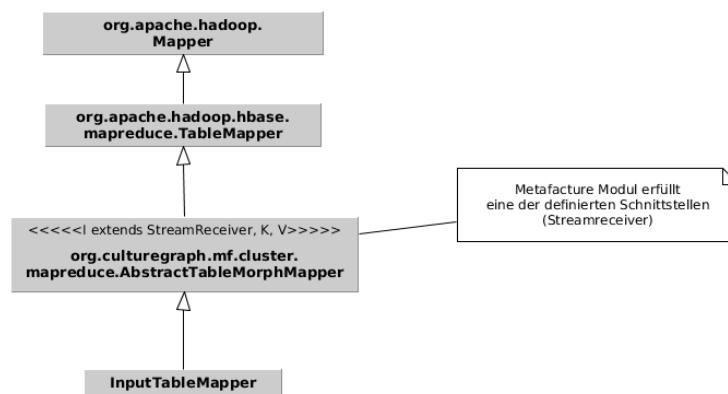 org.apache.hadoop.
Mapper
org.apache.hadoop.hbase.
mapreduce.TableMapper
<<<<<I extends StreamReceiver, K, V>>>>>
org.culturegraph.mf.cluster.
mapreduce.AbstractTableMorphMapper
Metafacture Modul erfüllt
eine der definierten Schnittstellen
(Streamreceiver)
InputTableMapper